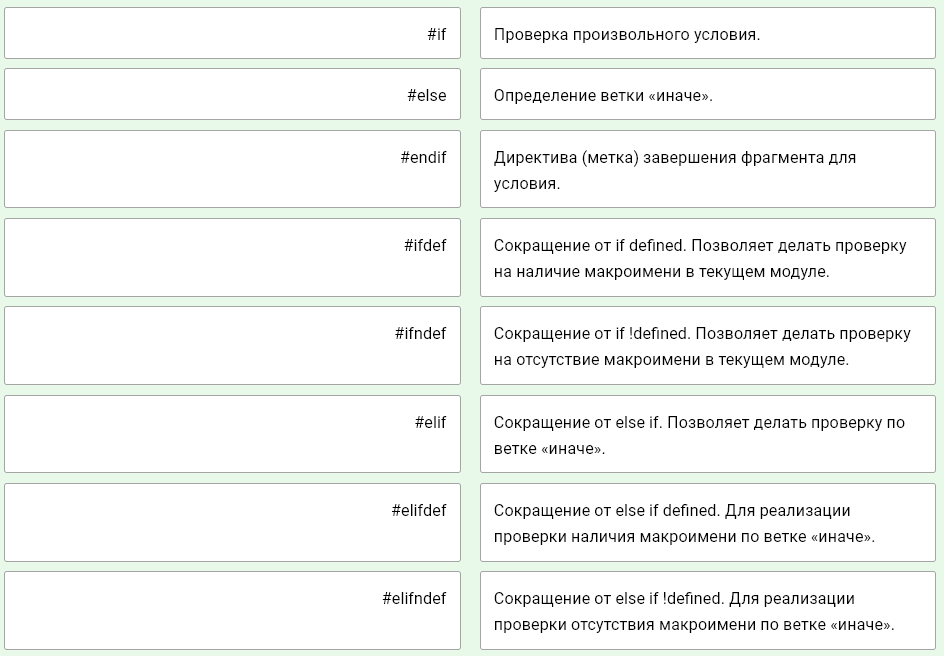 #if
Проверка произвольного условия.
#else
Определение ветки «иначе».
#endif
Директива (метка) завершения фрагмента для
условия.
#ifdef
Сокращение от if defined. Позволяет делать проверку
на наличие макроимени в текущем модуле.
#ifndef
Сокращение от if !defined. Позволяет делать проверку
на отсутствие макроимени в текущем модуле.
#elif
Сокращение от else if. Позволяет делать проверку по
ветке «иначе».
#elifdef
Сокращение от else if defined. Для реализации
проверки наличия макроимени по ветке «иначе».
#elifndef
Сокращение от else if !defined. Для реализации
проверки отсутствия макроимени по ветке «иначе».